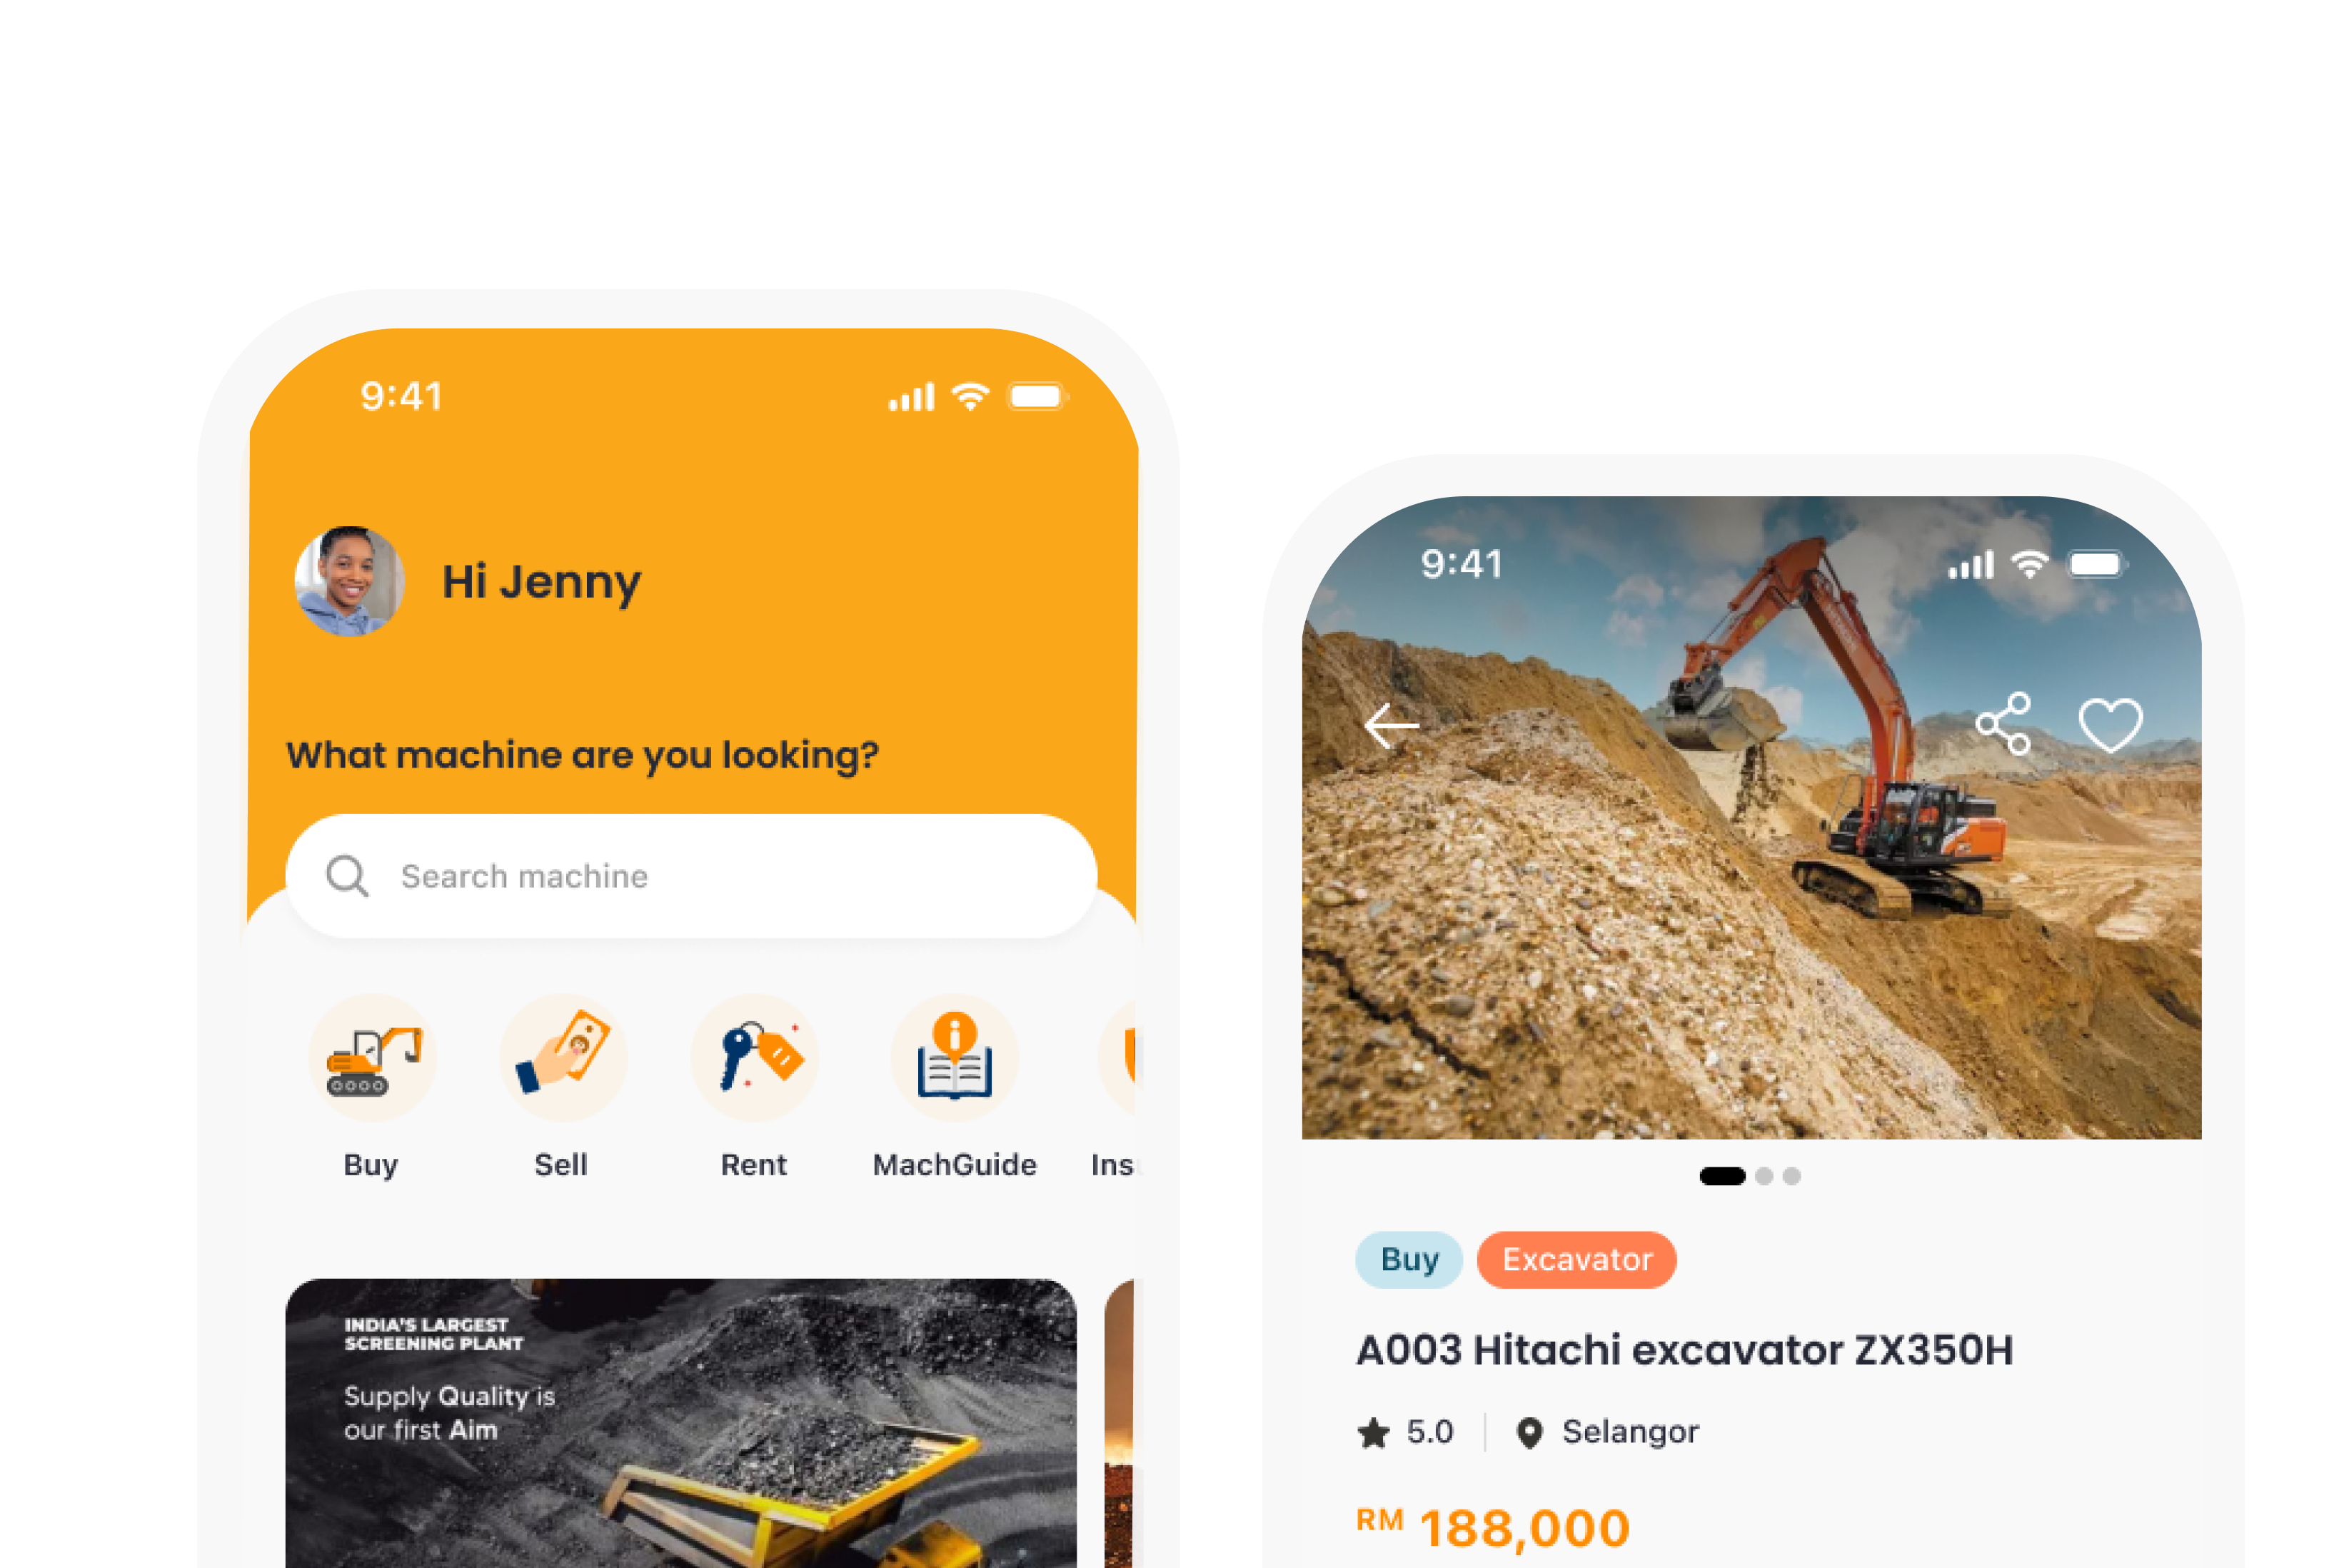 9:41
Hi Jenny
What machine are you looking?
Search machine
Buy
Sell
Rent
MachGuide
INDIA'S LARGEST
SCREENING PLANT
Supply Quality is
our first Aim
9:41
Buy
Excavator
A003 Hitachi excavator ZX350H
5.0
Selangor
RM 188,000